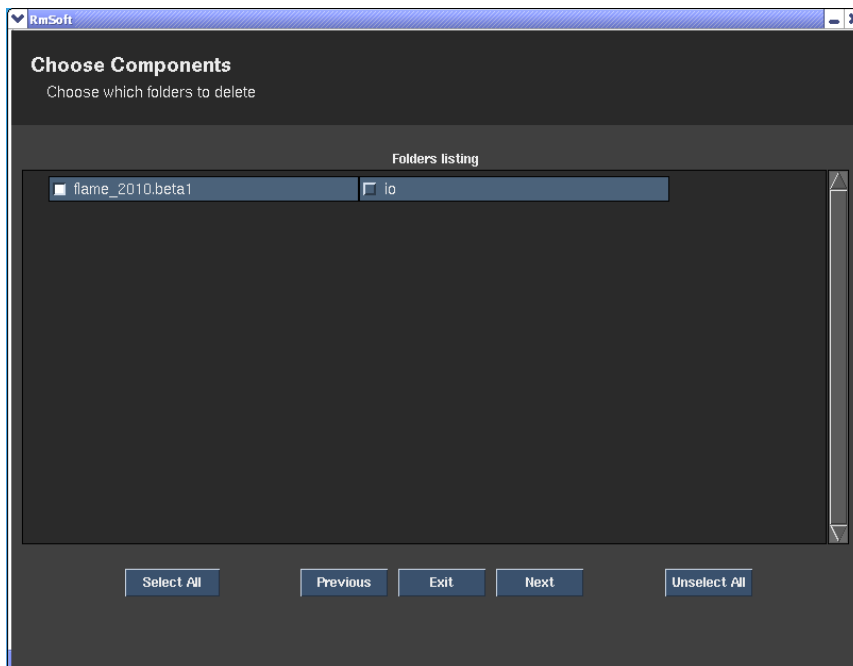 RmSoft
Choose Components
Choose which folders to delete
Folders listing
flame_2010.beta1 io
Select All Previous Exit Next Unselect All